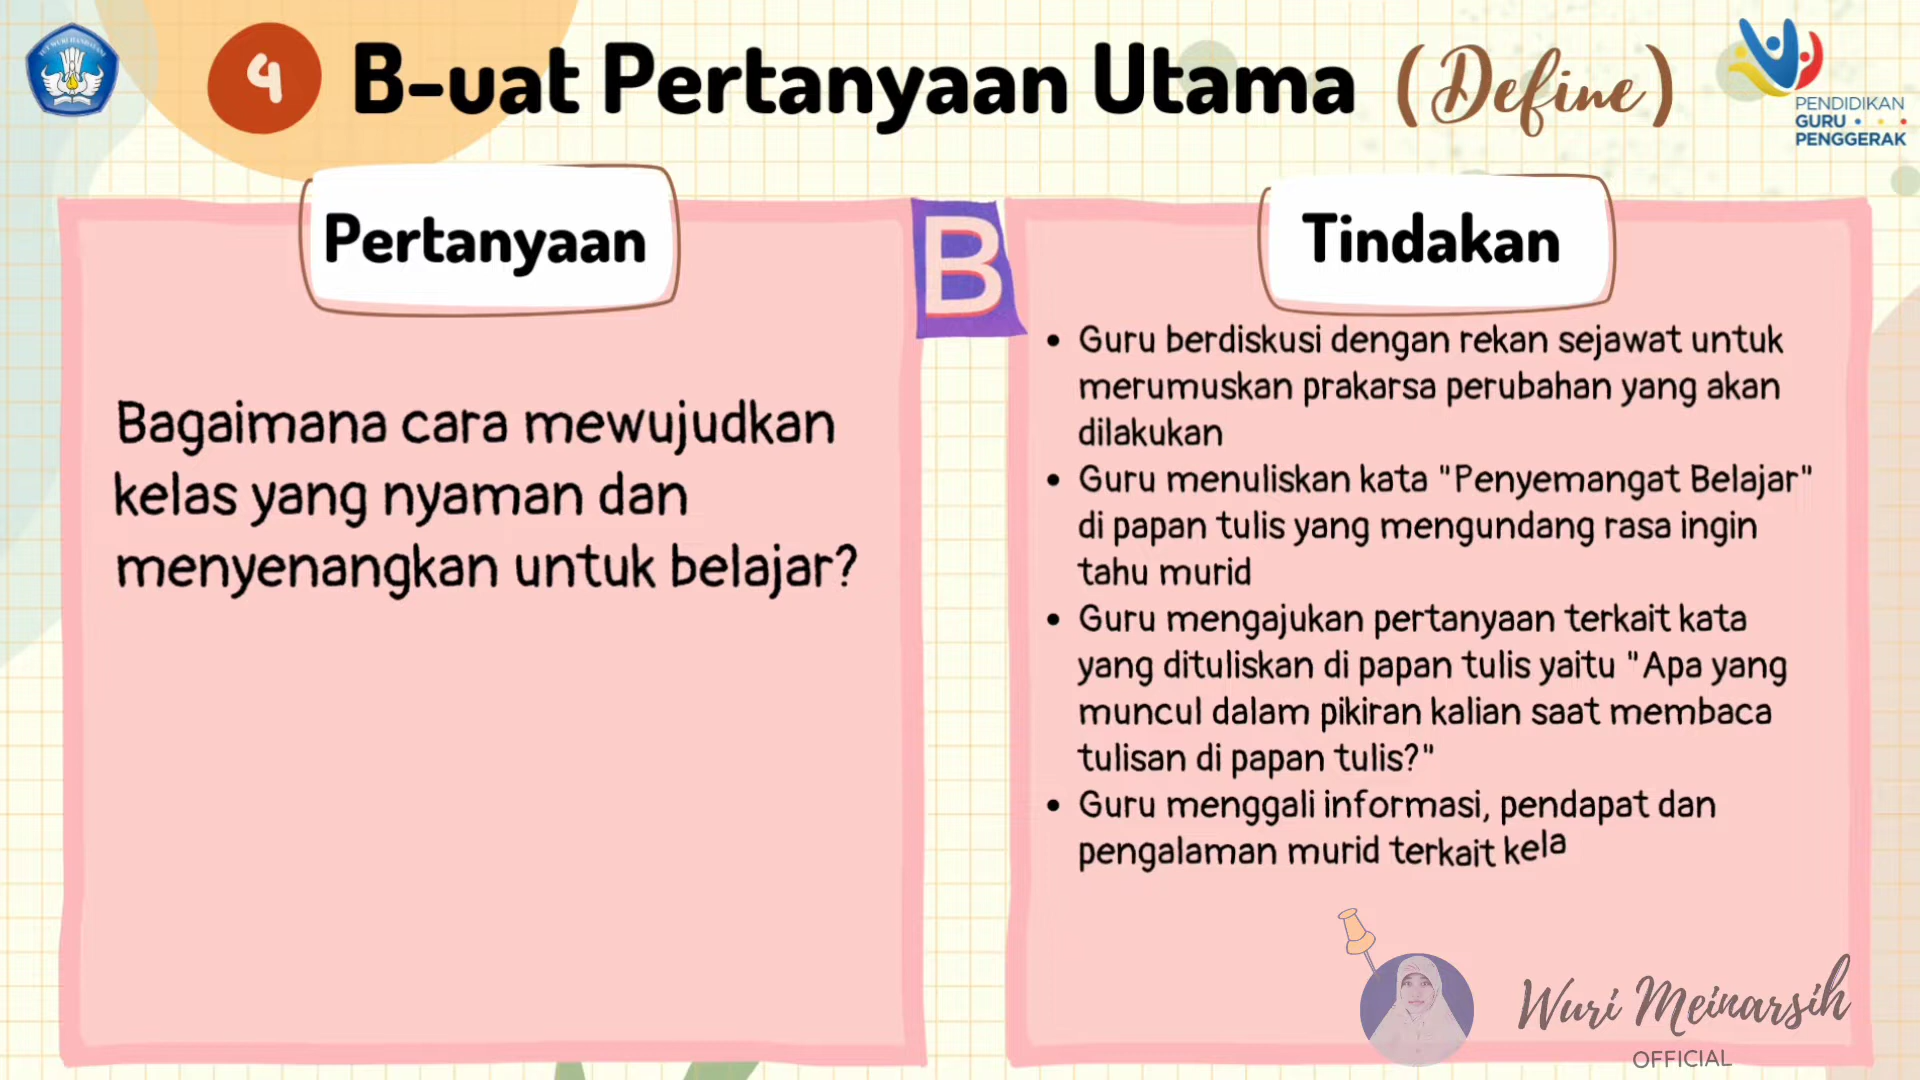 4
B-uat Pertanyaan Utama (Define)
PENDIDIKAN
GURU
PENGGERAK
Pertanyaan
Bagaimana cara mewujudkan
kelas yang nyaman dan
menyenangkan untuk belajar?
B
Tindakan
• Guru berdiskusi dengan rekan sejawat untuk
merumuskan prakarsa perubahan yang akan
dilakukan
• Guru menuliskan kata "Penyemangat Belajar"
di papan tulis yang mengundang rasa ingin
tahu murid
• Guru mengajukan pertanyaan terkait kata
yang dituliskan di papan tulis yaitu "Apa yang
muncul dalam pikiran kalian saat membaca
tulisan di papan tulis?"
• Guru menggali informasi, pendapat dan
pengalaman murid terkait kela
Wuri Meinarsih
OFFICIAL